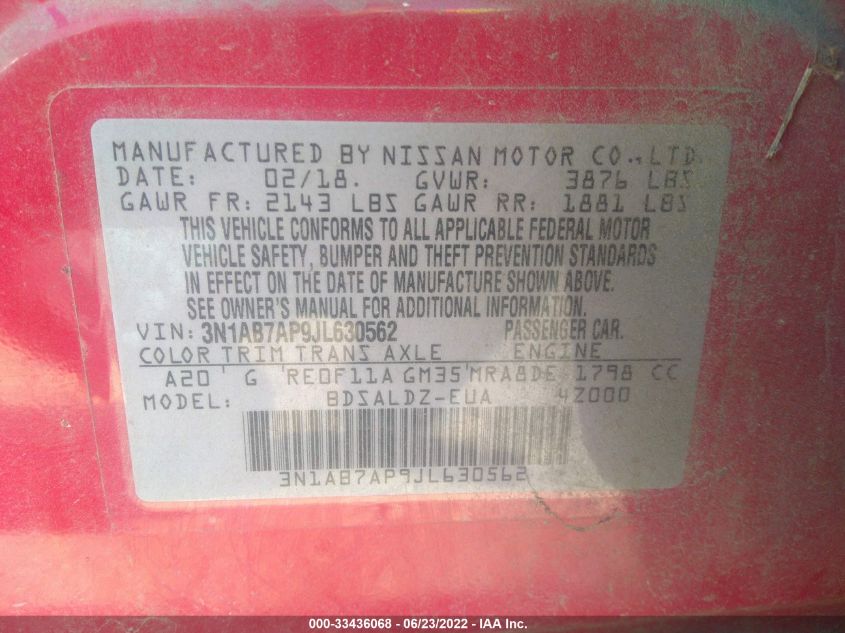 MANUFACTURED BY NISSAN MOTOR CO.,LTD.
DATE: 02/18. GVWR: 3876 LBS
GAWR FR: 2143 LBS GAWR RR: 1881 LBS
THIS VEHICLE CONFORMS TO ALL APPLICABLE FEDERAL MOTOR
VEHICLE SAFETY, BUMPER AND THEFT PREVENTION STANDARDS
IN EFFECT ON THE DATE OF MANUFACTURE SHOWN ABOVE.
SEE OWNER'S MANUAL FOR ADDITIONAL INFORMATION.
VIN: 3N1AB7AP9JL630562 PASSENGER CAR.
COLOR TRIM TRANS AXLE ENGINE
A20 G RE0F11A GM35 MRA8DE 1798 CC
MODEL: BDSALDZ-EUA 4Z000
3N1AB7AP9JL630562
000-33436068 - 06/23/2022 - IAA Inc.